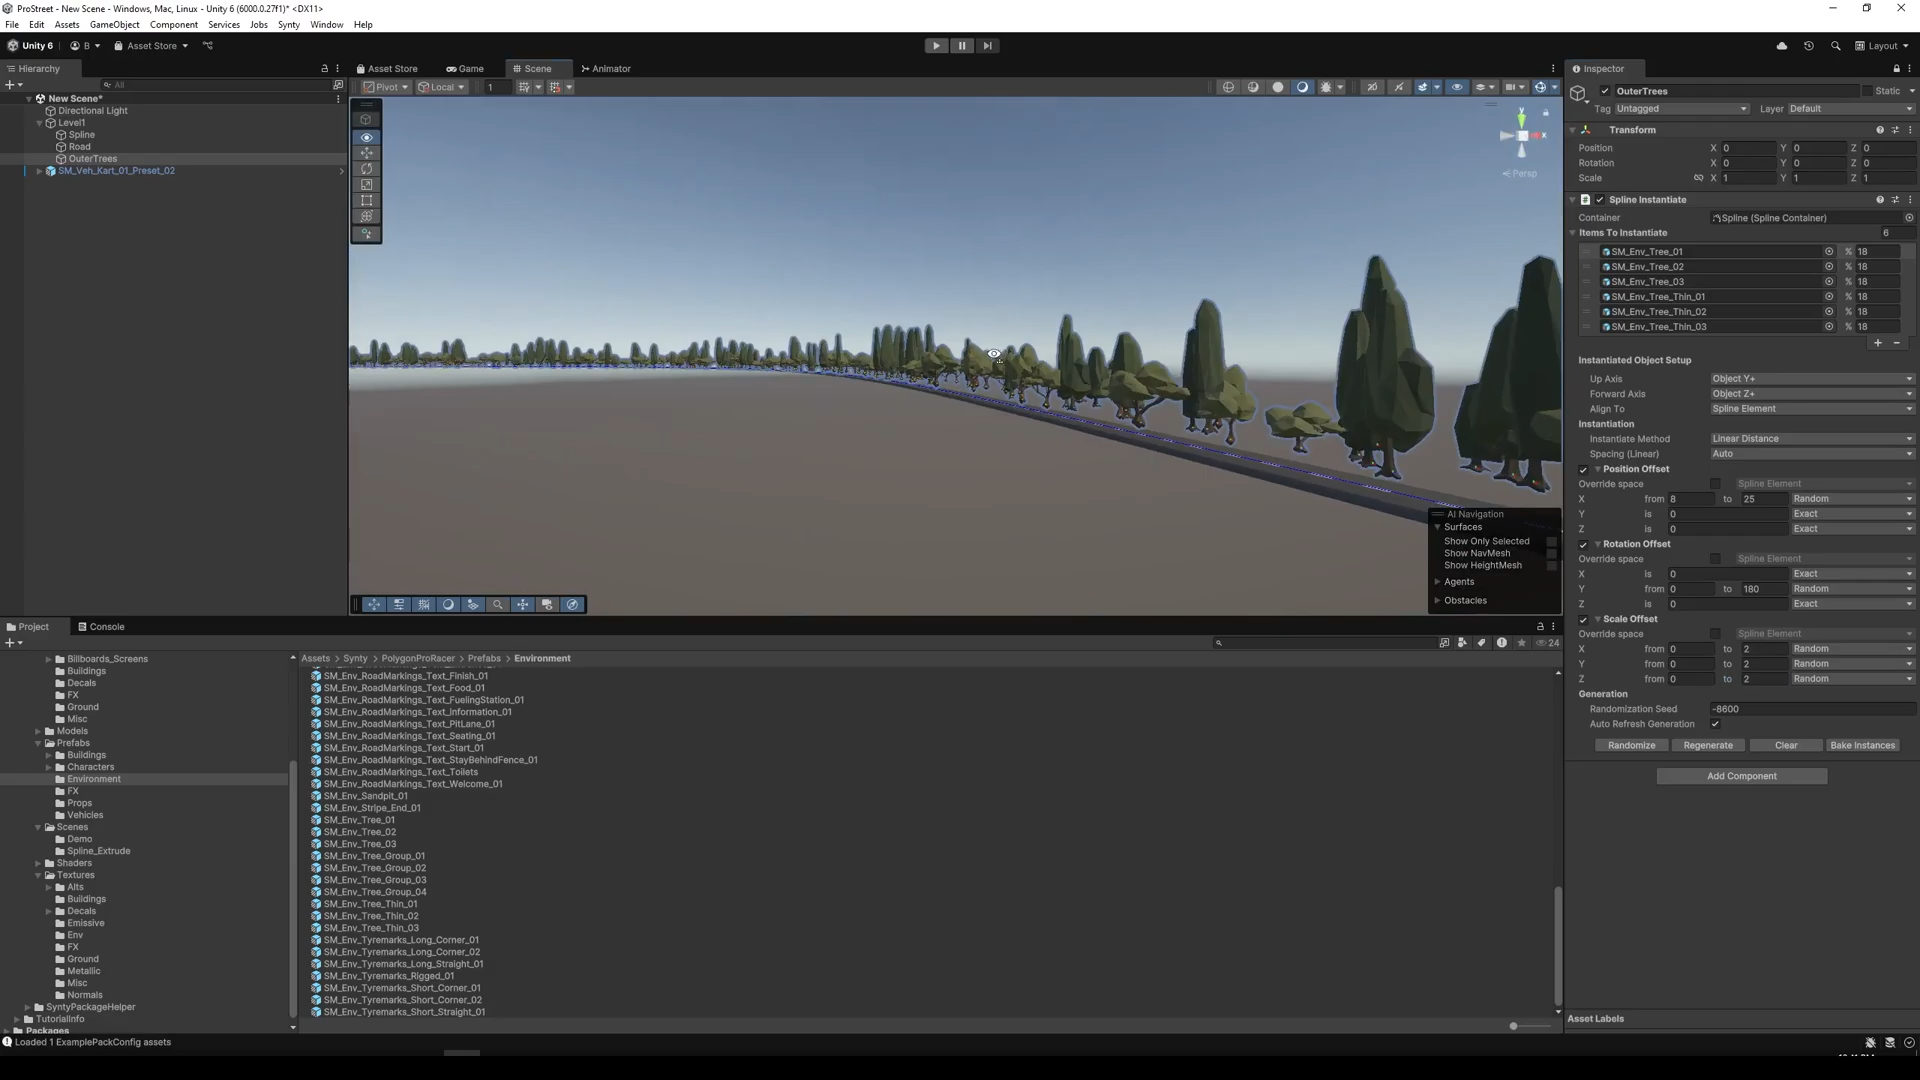 ProStreet - New Scene - Windows, Mac, Linux - Unity 6 (6000.0.27f1)* <DX11>
File Edit Assets GameObject Component Services Jobs Synty Window Help
Unity 6 B Asset Store Layout
Hierarchy
All
New Scene*
Directional Light
Level1
Spline
Road
OuterTrees
SM_Veh_Kart_01_Preset_02
Asset Store Game Scene Animator
Pivot Local 1 2D
y
x
Persp
AI Navigation
Surfaces
Show Only Selected
Show NavMesh
Show HeightMesh
Agents
Obstacles
Inspector
OuterTrees Static
Tag Untagged Layer Default
Transform
Position X 0 Y 0 Z 0
Rotation X 0 Y 0 Z 0
Scale X 1 Y 1 Z 1
Spline Instantiate
Container Spline (Spline Container)
Items To Instantiate 6
SM_Env_Tree_01 % 18
SM_Env_Tree_02 % 18
SM_Env_Tree_03 % 18
SM_Env_Tree_Thin_01 % 18
SM_Env_Tree_Thin_02 % 18
SM_Env_Tree_Thin_03 % 18
+ -
Instantiated Object Setup
Up Axis Object Y+
Forward Axis Object Z+
Align To Spline Element
Instantiation
Instantiate Method Linear Distance
Spacing (Linear) Auto
Position Offset
Override space Spline Element
X from 8 to 25 Random
Y is 0 Exact
Z is 0 Exact
Rotation Offset
Override space Spline Element
X is 0 Exact
Y from 0 to 180 Random
Z is 0 Exact
Scale Offset
Override space Spline Element
X from 0 to 2 Random
Y from 0 to 2 Random
Z from 0 to 2 Random
Generation
Randomization Seed -8600
Auto Refresh Generation
Randomize Regenerate Clear Bake Instances
Add Component
Asset Labels
Project Console
24
Billboards_Screens
Buildings
Decals
FX
Ground
Misc
Models
Prefabs
Buildings
Characters
Environment
FX
Props
Vehicles
Scenes
Demo
Spline_Extrude
Shaders
Textures
Alts
Buildings
Decals
Emissive
Env
FX
Ground
Metallic
Misc
Normals
SyntyPackageHelper
TutorialInfo
Packages
Assets > Synty > PolygonProRacer > Prefabs > Environment
SM_Env_RoadMarkings_Text_Finish_01
SM_Env_RoadMarkings_Text_Food_01
SM_Env_RoadMarkings_Text_FuelingStation_01
SM_Env_RoadMarkings_Text_Information_01
SM_Env_RoadMarkings_Text_PitLane_01
SM_Env_RoadMarkings_Text_Seating_01
SM_Env_RoadMarkings_Text_Start_01
SM_Env_RoadMarkings_Text_StayBehindFence_01
SM_Env_RoadMarkings_Text_Toilets
SM_Env_RoadMarkings_Text_Welcome_01
SM_Env_Sandpit_01
SM_Env_Stripe_End_01
SM_Env_Tree_01
SM_Env_Tree_02
SM_Env_Tree_03
SM_Env_Tree_Group_01
SM_Env_Tree_Group_02
SM_Env_Tree_Group_03
SM_Env_Tree_Group_04
SM_Env_Tree_Thin_01
SM_Env_Tree_Thin_02
SM_Env_Tree_Thin_03
SM_Env_Tyremarks_Long_Corner_01
SM_Env_Tyremarks_Long_Corner_02
SM_Env_Tyremarks_Long_Straight_01
SM_Env_Tyremarks_Rigged_01
SM_Env_Tyremarks_Short_Corner_01
SM_Env_Tyremarks_Short_Corner_02
SM_Env_Tyremarks_Short_Straight_01
Loaded 1 ExamplePackConfig assets